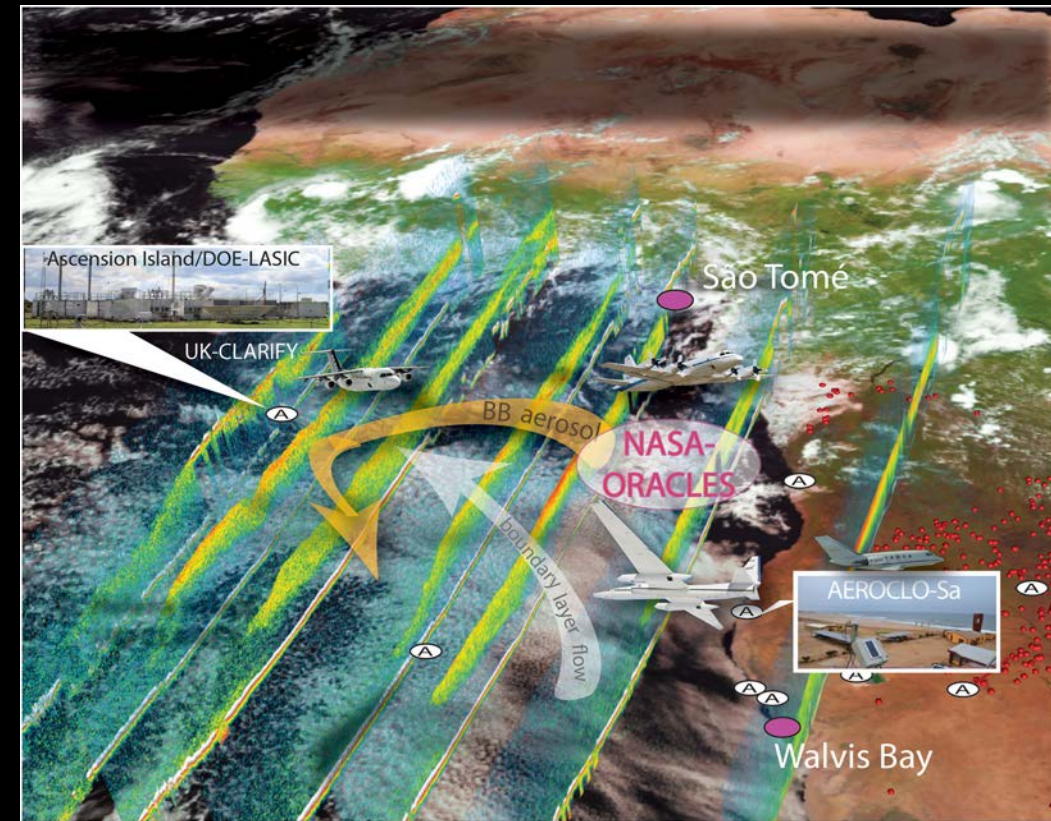 Ascension Island/DOE-LASIC
São Tomé
UK-CLARIFY
A
BB aerosol
NASA-
ORACLES
A
boundary layer flow
A
AEROCLO-Sa
A
A
A
A
A
A
Walvis Bay